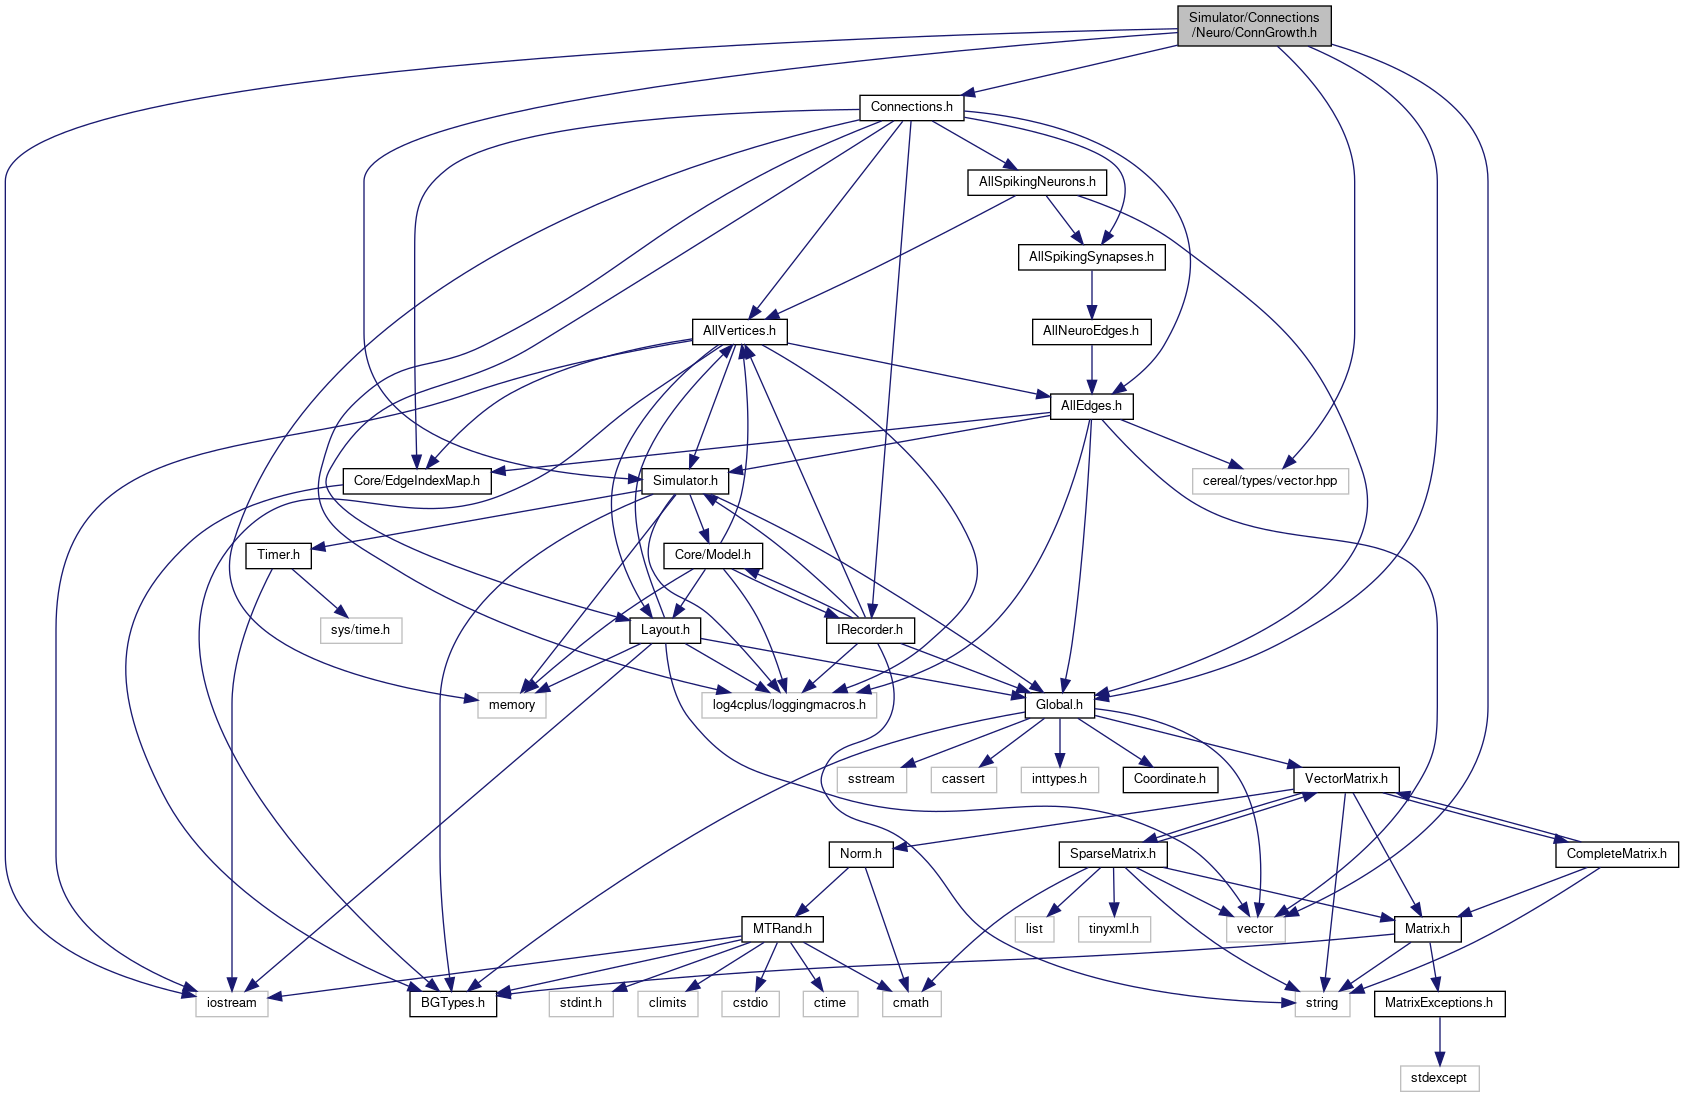 Simulator/Connections
/Neuro/ConnGrowth.h
Connections.h
AllSpikingNeurons.h
AllSpikingSynapses.h
AllVertices.h
AllNeuroEdges.h
AllEdges.h
Core/EdgeIndexMap.h
Simulator.h
cereal/types/vector.hpp
Timer.h
Core/Model.h
sys/time.h
Layout.h
IRecorder.h
memory
log4cplus/loggingmacros.h
Global.h
sstream
cassert
inttypes.h
Coordinate.h
VectorMatrix.h
Norm.h
SparseMatrix.h
CompleteMatrix.h
MTRand.h
list
tinyxml.h
vector
Matrix.h
iostream
BGTypes.h
stdint.h
climits
cstdio
ctime
cmath
string
MatrixExceptions.h
stdexcept